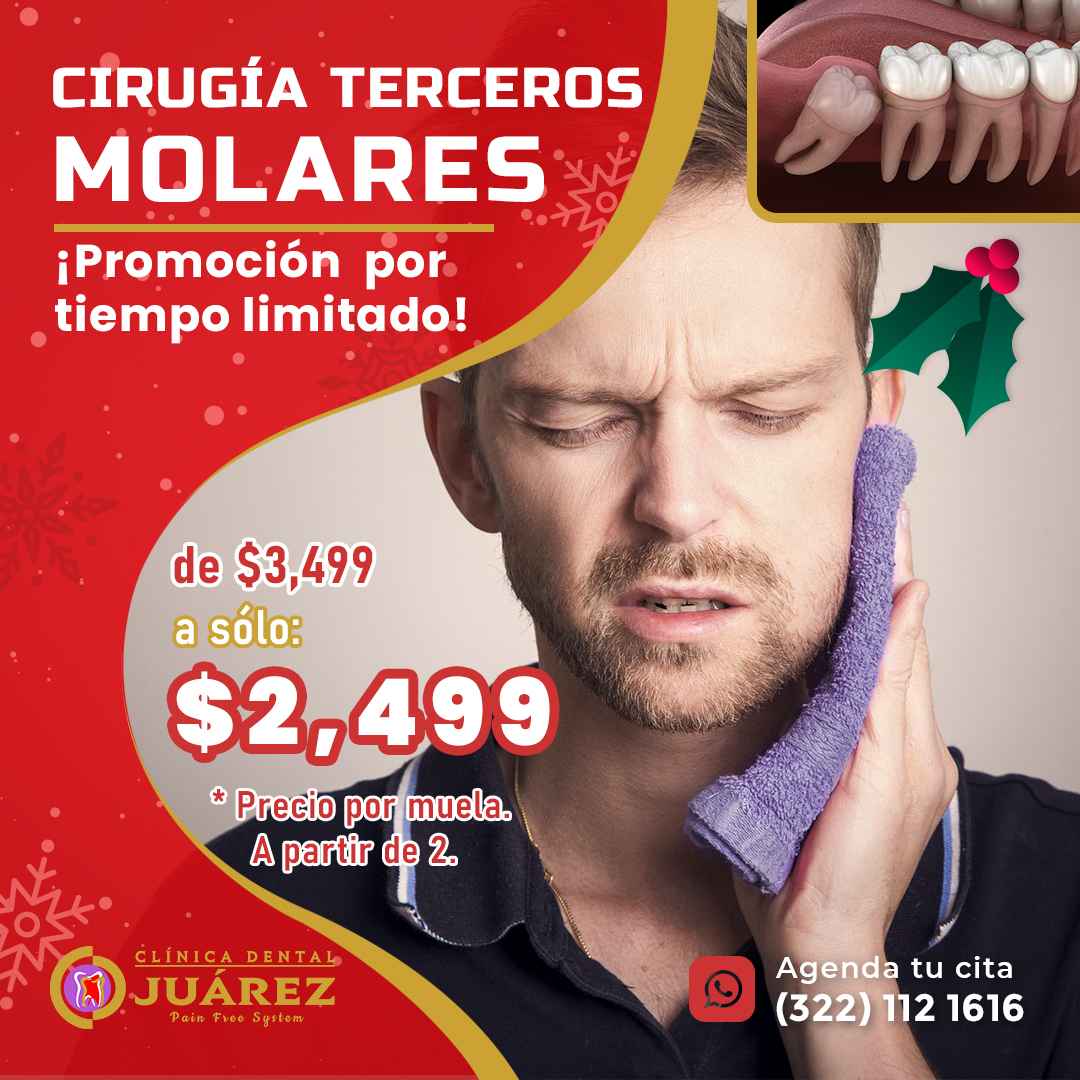 CIRUGÍA TERCEROS
MOLARES
¡Promoción por
tiempo limitado!
de $3,499
a sólo:
$2,499
* Precio por muela.
A partir de 2.
CLÍNICA DENTAL
JUÁREZ
Pain Free System
Agenda tu cita
(322) 112 1616